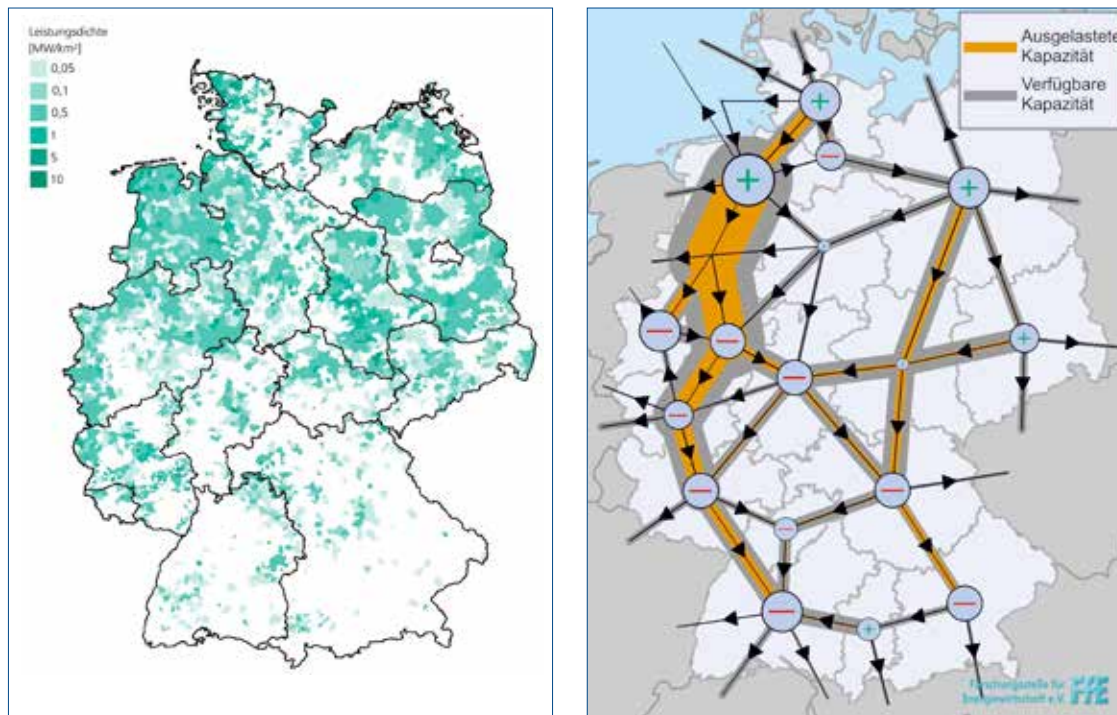 Leistungsdichte
[MW/km²]
0,05
0,1
0,5
1
5
10
Ausgelastete
Kapazität
Verfügbare
Kapazität
Forschungsstelle für
Energiewirtschaft e.V.
FfE